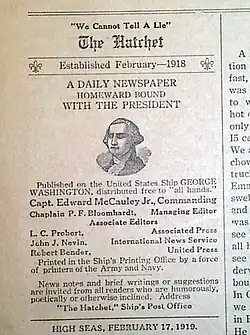 "We Cannot Tell A Lie"
The Hatchet
Established February—1918
A DAILY NEWSPAPER
HOMEWARD BOUND
WITH THE PRESIDENT
Published on the United States Ship GEORGE
WASHINGTON, distributed free to "all hands."
Capt. Edward McCauley Jr., Commanding
Chaplain P. F. Bloomhardt, Managing Editor
Associate Editors
L. C. Probert, Associated Press
John J. Nevin, International News Service
Robert Bender, United Press
Printed in the Ship's Printing Office by a force
of printers of the Army and Navy.
News notes and brief writings or suggestions
are invited from all readers who are humorously,
poetically or otherwise inclined. Address
"The Hatchet," Ship's Post Office
HIGH SEAS, FEBRUARY 17, 1919.